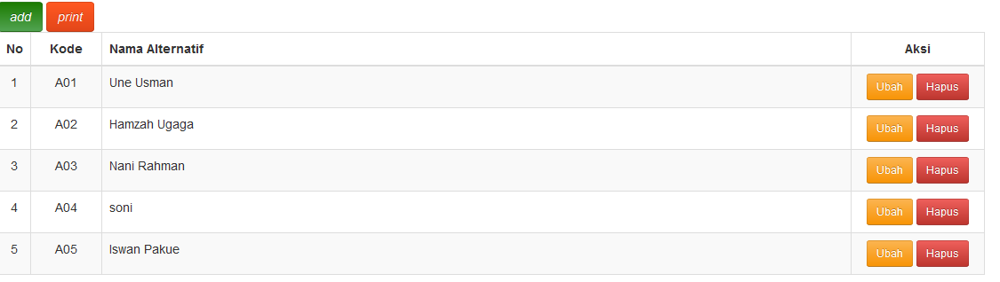 add print
No Kode Nama Alternatif Aksi
1 A01 Une Usman Ubah Hapus
2 A02 Hamzah Ugaga Ubah Hapus
3 A03 Nani Rahman Ubah Hapus
4 A04 soni Ubah Hapus
5 A05 Iswan Pakue Ubah Hapus